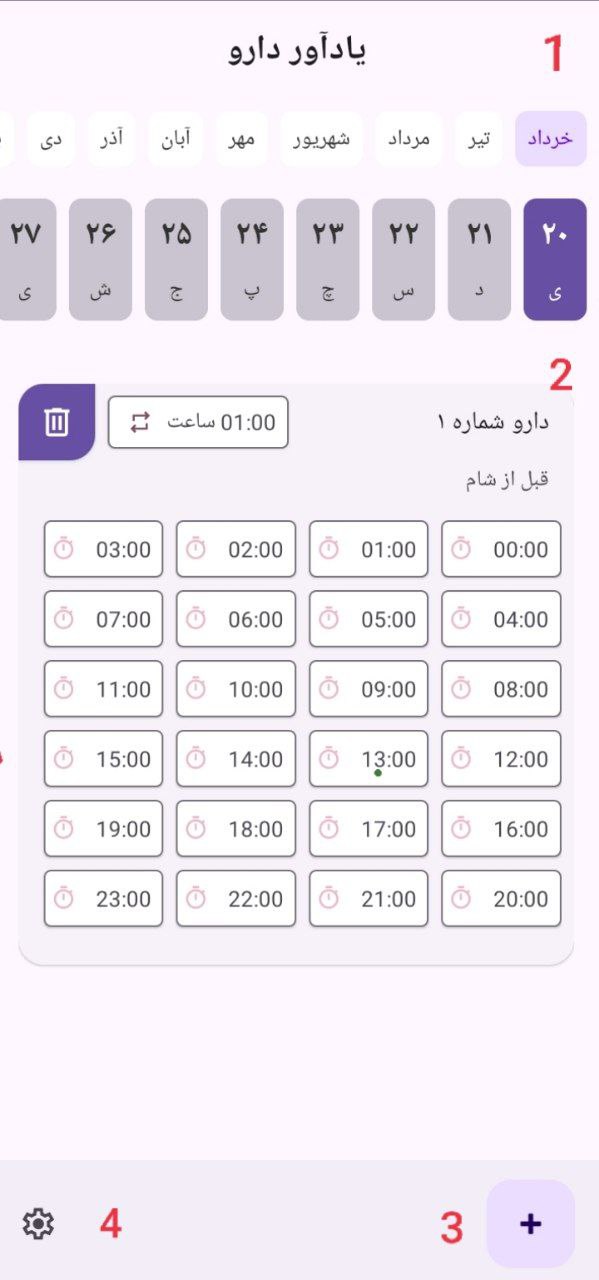 یادآور دارو
1
خرداد تیر مرداد شهریور مهر آبان آذر دی
۲۰ ۲۱ ۲۲ ۲۳ ۲۴ ۲۵ ۲۶ ۲۷
ی د س چ پ ج ش ی
2
دارو شماره ۱
01:00 ساعت
قبل از شام
00:00 01:00 02:00 03:00
04:00 05:00 06:00 07:00
08:00 09:00 10:00 11:00
12:00 13:00 14:00 15:00
16:00 17:00 18:00 19:00
20:00 21:00 22:00 23:00
+
3
4